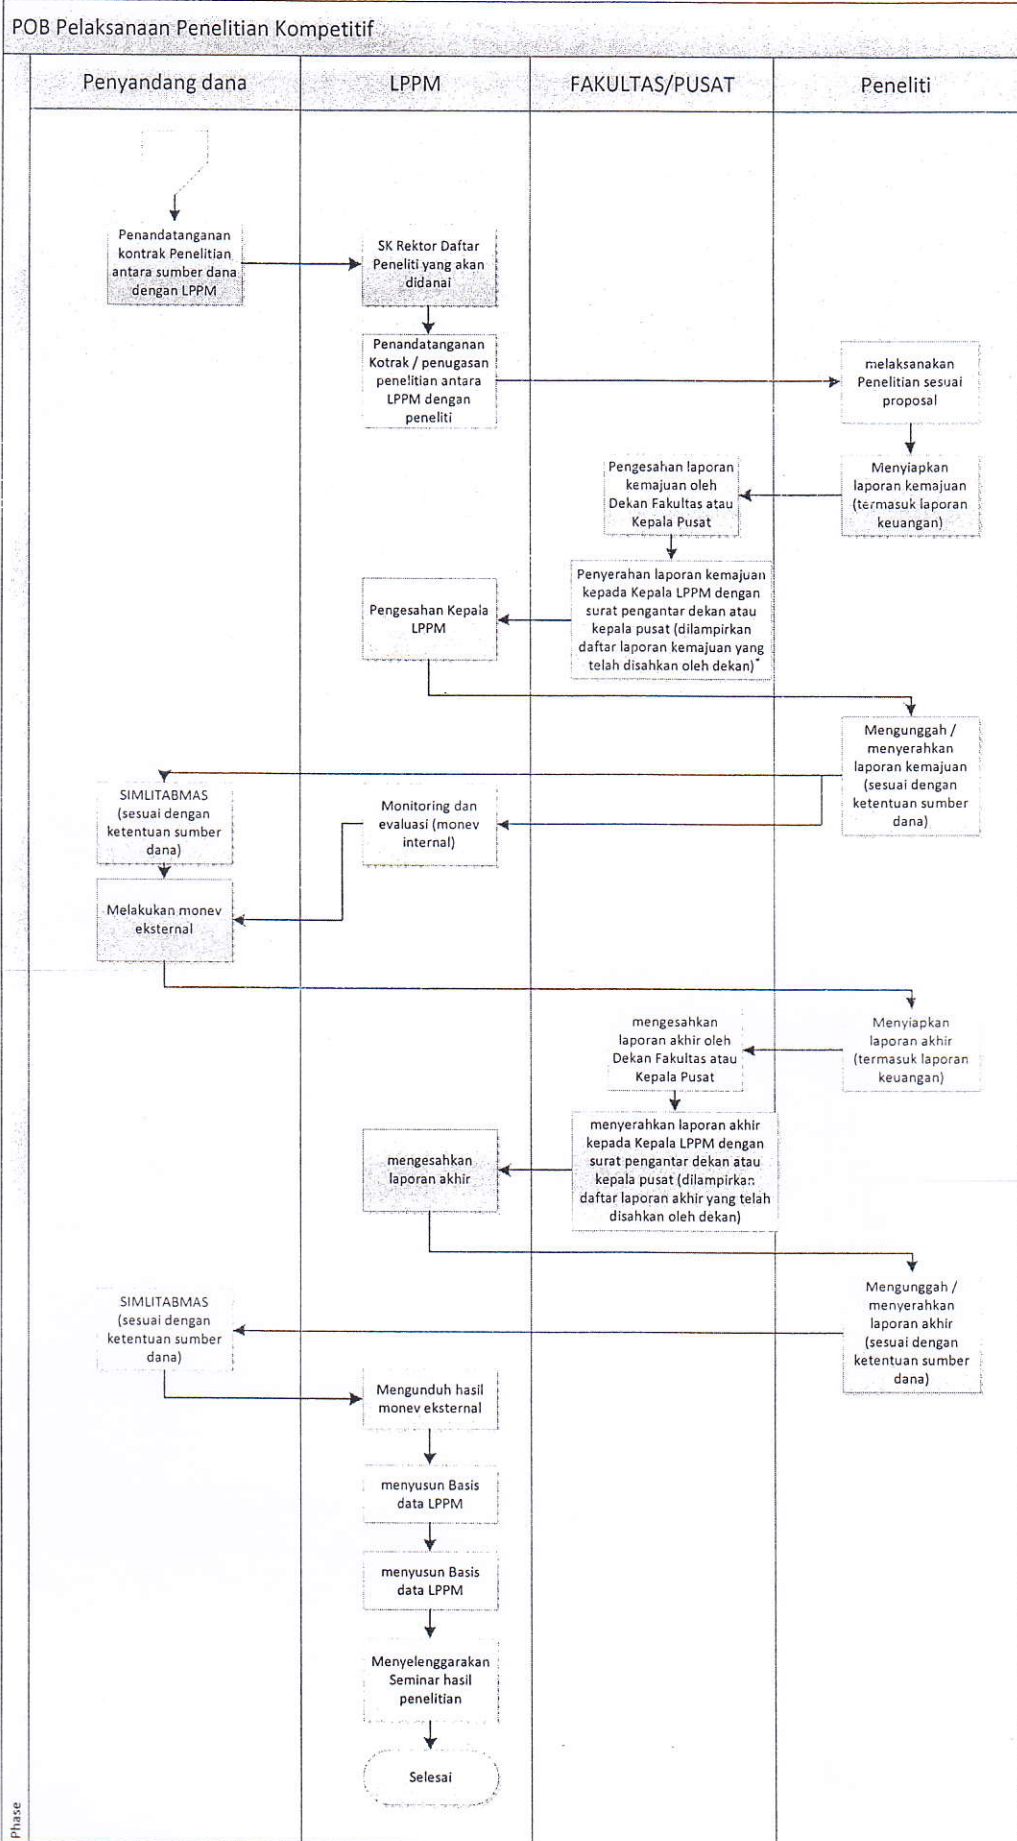 POB Pelaksanaan Penelitian Kompetitif
Penyandang dana
LPPM
FAKULTAS/PUSAT
Peneliti
Penandatanganan
kontrak Penelitian
antara sumber dana
dengan LPPM
SK Rektor Daftar
Peneliti yang akan
didanai
Penandatanganan
Kotrak / penugasan
penelitian antara
LPPM dengan
peneliti
melaksanakan
Penelitian sesuai
proposal
Menyiapkan
laporan kemajuan
(termasuk laporan
keuangan)
Pengesahan laporan
kemajuan oleh
Dekan Fakultas atau
Kepala Pusat
Penyerahan laporan kemajuan
kepada Kepala LPPM dengan
surat pengantar dekan atau
kepala pusat (dilampirkan
daftar laporan kemajuan yang
telah disahkan oleh dekan)*
Pengesahan Kepala
LPPM
Mengunggah /
menyerahkan
laporan kemajuan
(sesuai dengan
ketentuan sumber
dana)
SIMLITABMAS
(sesuai dengan
ketentuan sumber
dana)
Monitoring dan
evaluasi (monev
internal)
Melakukan monev
eksternal
Menyiapkan
laporan akhir
(termasuk laporan
keuangan)
mengesahkan
laporan akhir oleh
Dekan Fakultas atau
Kepala Pusat
menyerahkan laporan akhir
kepada Kepala LPPM dengan
surat pengantar dekan atau
kepala pusat (dilampirkan
daftar laporan akhir yang telah
disahkan oleh dekan)
mengesahkan
laporan akhir
Mengunggah /
menyerahkan
laporan akhir
(sesuai dengan
ketentuan sumber
dana)
SIMLITABMAS
(sesuai dengan
ketentuan sumber
dana)
Mengunduh hasil
monev eksternal
menyusun Basis
data LPPM
menyusun Basis
data LPPM
Menyelenggarakan
Seminar hasil
penelitian
Selesai
Phase